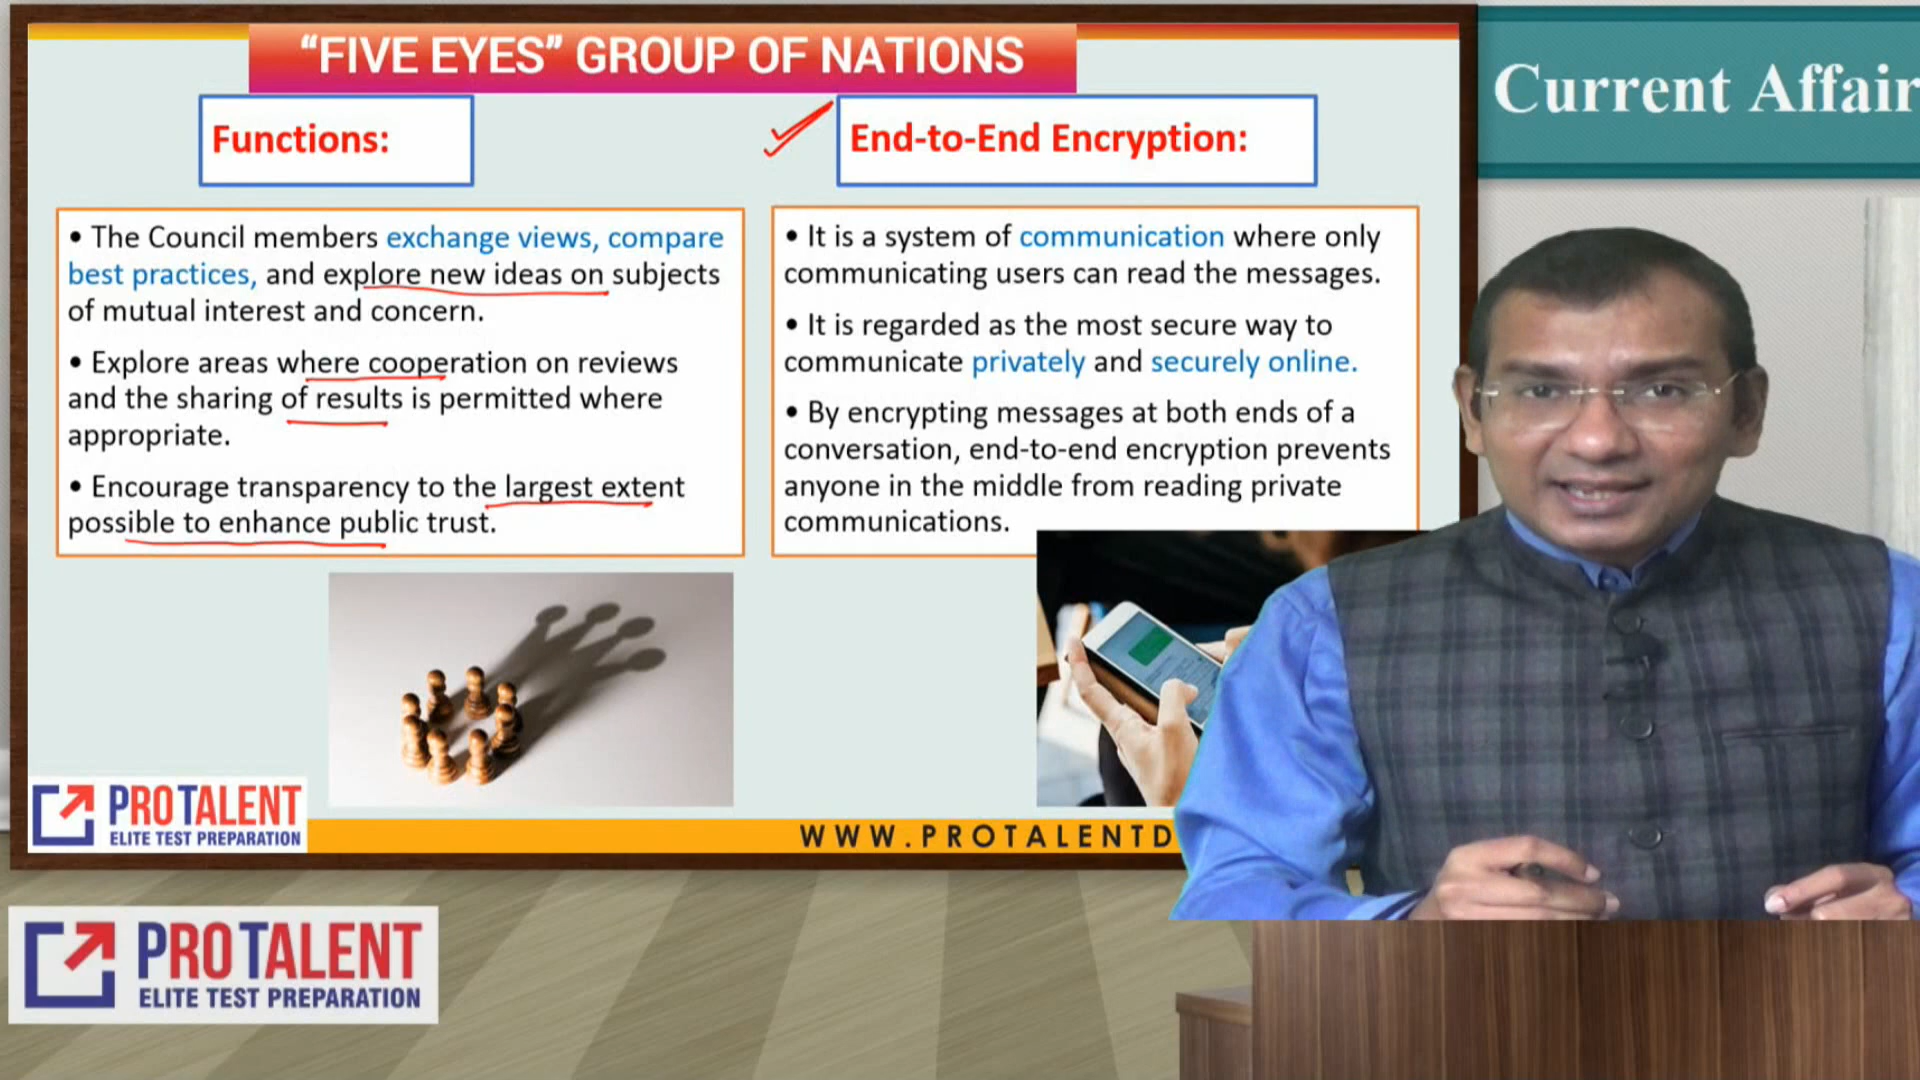 “FIVE EYES” GROUP OF NATIONS
Current Affair
Functions:
• The Council members exchange views, compare
best practices, and explore new ideas on subjects
of mutual interest and concern.
• Explore areas where cooperation on reviews
and the sharing of results is permitted where
appropriate.
• Encourage transparency to the largest extent
possible to enhance public trust.
End-to-End Encryption:
• It is a system of communication where only
communicating users can read the messages.
• It is regarded as the most secure way to
communicate privately and securely online.
• By encrypting messages at both ends of a
conversation, end-to-end encryption prevents
anyone in the middle from reading private
communications.
PROTALENT
ELITE TEST PREPARATION
WWW.PROTALENTD
PROTALENT
ELITE TEST PREPARATION